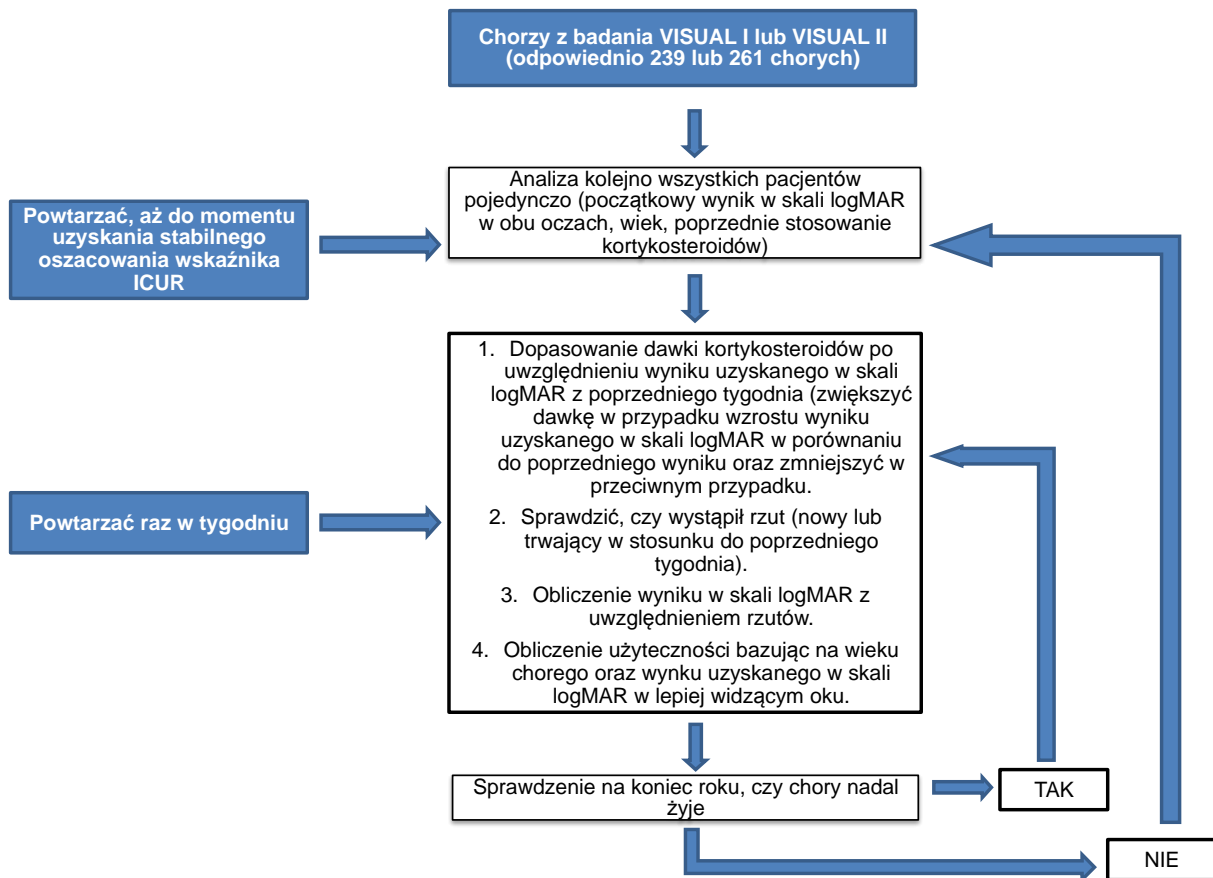 Chorzy z badania VISUAL I lub VISUAL II
(odpowiednio 239 lub 261 chorych)
Analiza kolejno wszystkich pacjentów
pojedynczo (początkowy wynik w skali logMAR
w obu oczach, wiek, poprzednie stosowanie
kortykosteroidów)
Powtarzać, aż do momentu
uzyskania stabilnego
oszacowania wskaźnika
ICUR
1. Dopasowanie dawki kortykosteroidów po
uwzględnieniu wyniku uzyskanego w skali
logMAR z poprzedniego tygodnia (zwiększyć
dawkę w przypadku wzrostu wyniku
uzyskanego w skali logMAR w porównaniu
do poprzedniego wyniku oraz zmniejszyć w
przeciwnym przypadku.
2. Sprawdzić, czy wystąpił rzut (nowy lub
trwający w stosunku do poprzedniego
tygodnia).
3. Obliczenie wyniku w skali logMAR z
uwzględnieniem rzutów.
4. Obliczenie użyteczności bazując na wieku
chorego oraz wynku uzyskanego w skali
logMAR w lepiej widzącym oku.
Powtarzać raz w tygodniu
Sprawdzenie na koniec roku, czy chory nadal
żyje
TAK
NIE